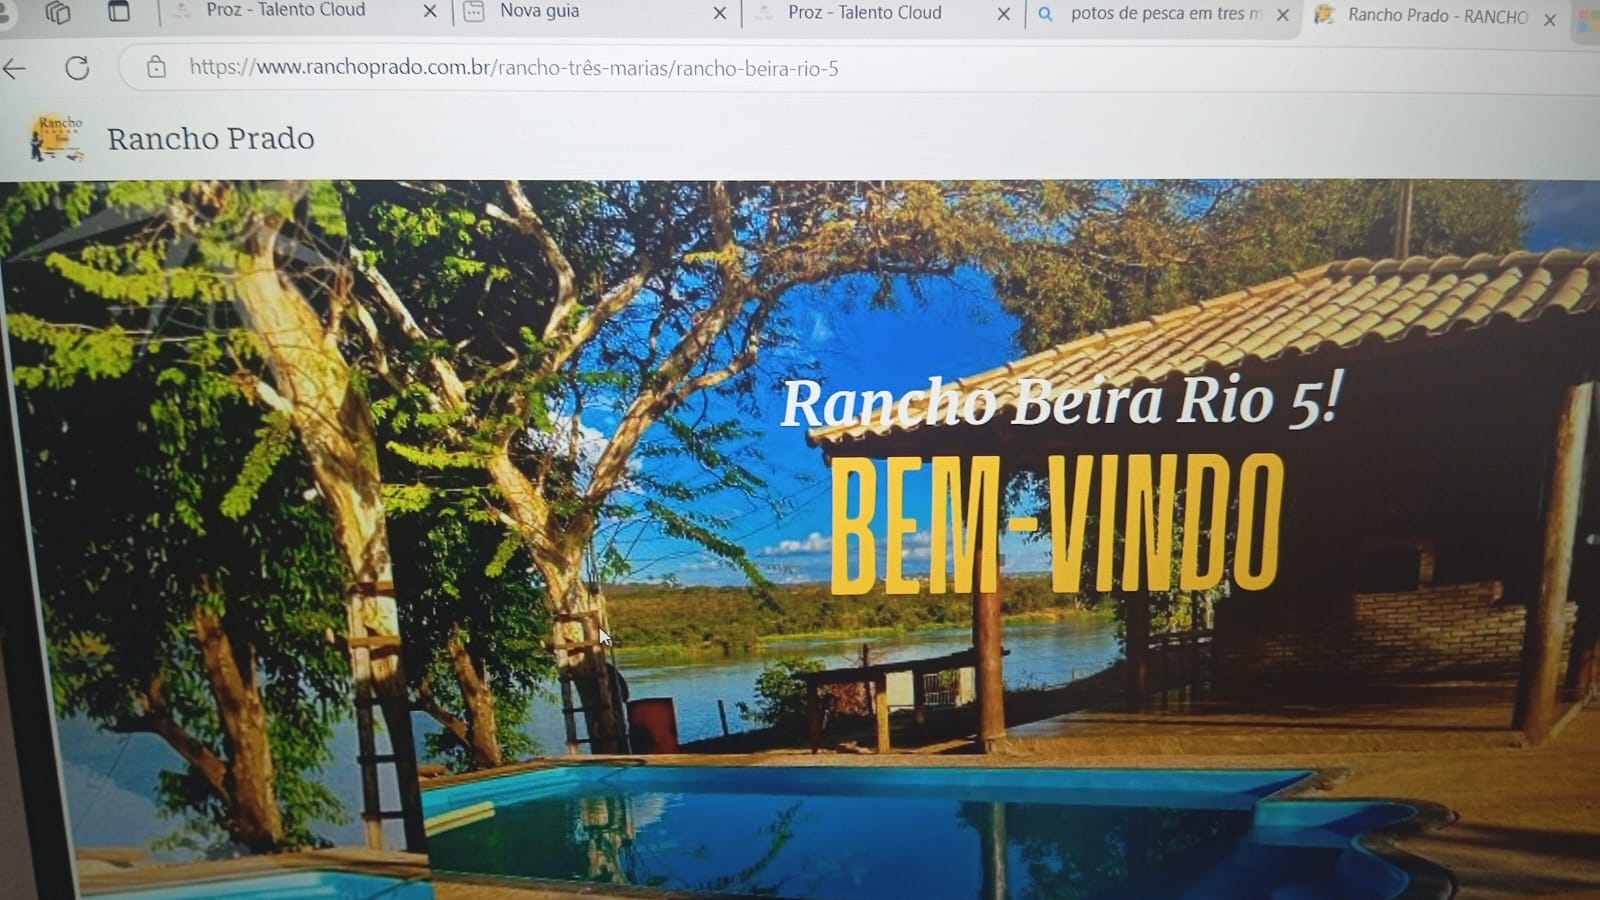 Proz - Talento Cloud
Nova guia
Proz - Talento Cloud
potos de pesca em tres m
Rancho Prado - RANCHO
https://www.ranchoprado.com.br/rancho-três-marias/rancho-beira-rio-5
Rancho
Rancho Prado
Rancho Beira Rio 5!
BEM-VINDO